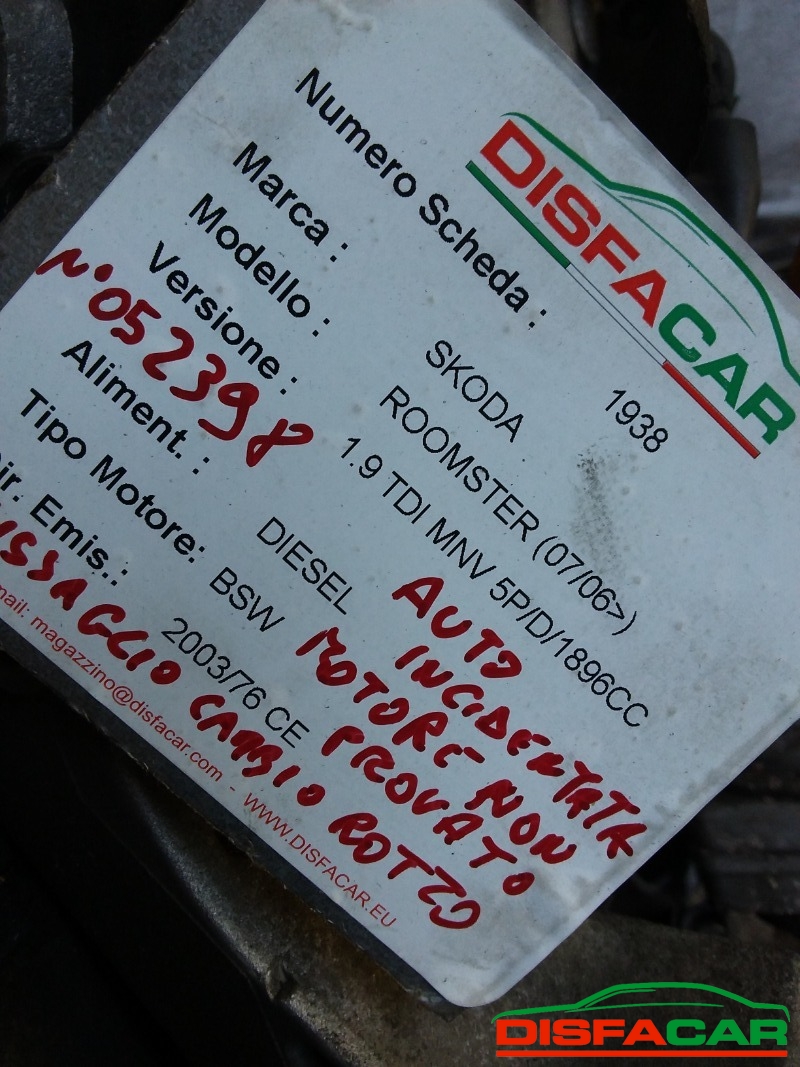 DISFACAR
Numero Scheda : 1938
Marca : SKODA
Modello : ROOMSTER (07/06>)
Versione : 1.9 TDI MNV 5P/D/1896CC
N° 052398
Aliment. : DIESEL
Tipo Motore: BSW
Dir. Emis.: 2003/76 CE
AUTO
INCIDENTATA
MOTORE NON
PROVATO
CAMBIO ROTTO
mail: magazzino@disfacar.com - WWW.DISFACAR.EU
DISFACAR